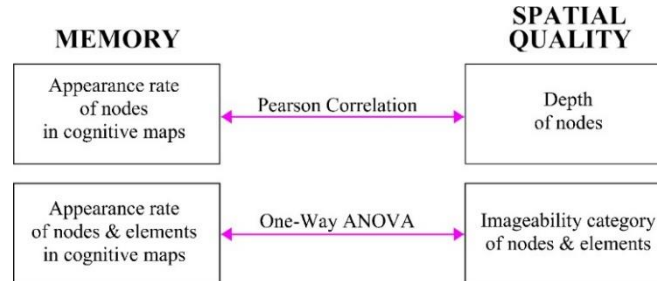 MEMORY
SPATIAL
QUALITY
Appearance rate
of nodes
in cognitive maps
Pearson Correlation
Depth
of nodes
Appearance rate
of nodes & elements
in cognitive maps
One-Way ANOVA
Imageability category
of nodes & elements